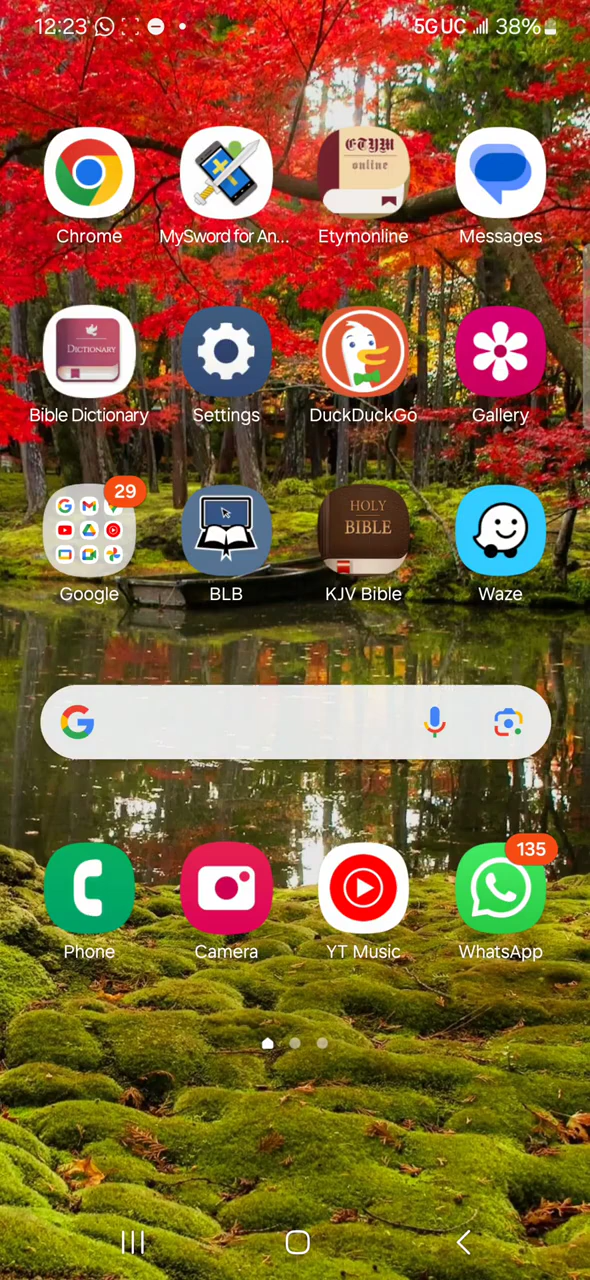 12:23 5G UC 38%
ETYM
online
Chrome MySword for An... Etymonline Messages
DICTIONARY
Bible Dictionary Settings DuckDuckGo Gallery
29
HOLY
BIBLE
Google BLB KJV Bible Waze
135
Phone Camera YT Music WhatsApp